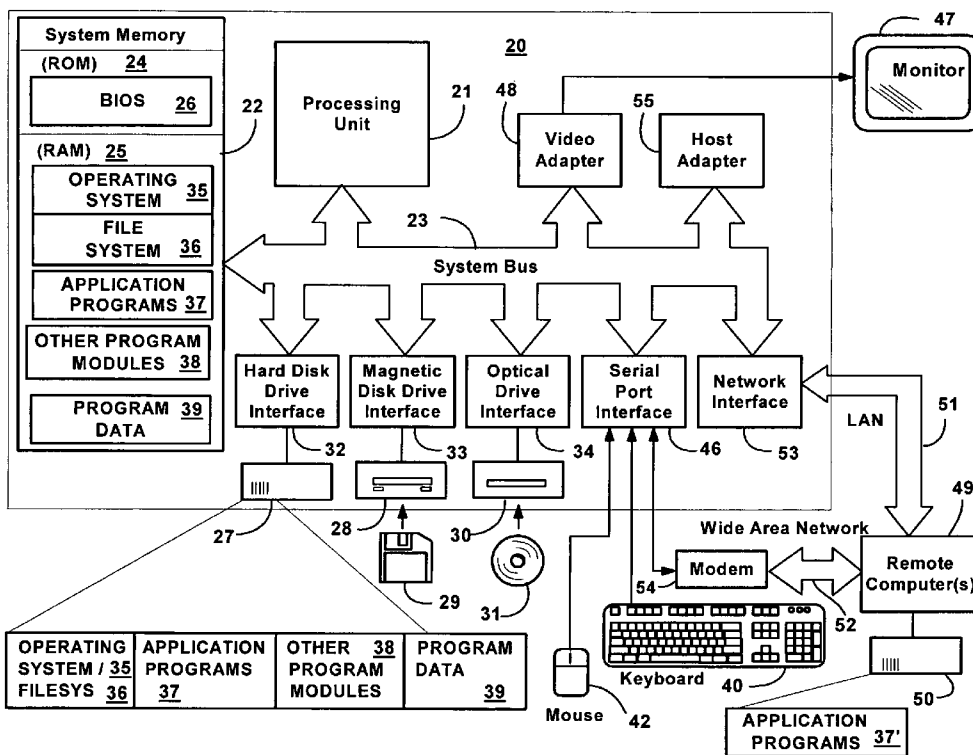 System Memory
(ROM) 24
BIOS 26
(RAM) 25
OPERATING
SYSTEM 35
FILE
SYSTEM 36
APPLICATION
PROGRAMS 37
OTHER PROGRAM
MODULES 38
PROGRAM 39
DATA
22
20
Processing
Unit
21
48
Video
Adapter
55
Host
Adapter
47
Monitor
23
System Bus
Hard Disk
Drive
Interface
32
Magnetic
Disk Drive
Interface
33
Optical
Drive
Interface
34
Serial
Port
Interface
46
Network
Interface
53
LAN
51
27
28
29
30
31
Wide Area Network
Modem
54
52
49
Remote
Computer(s)
50
Keyboard
40
Mouse
42
OPERATING
SYSTEM / 35
FILESYS 36
APPLICATION
PROGRAMS
37
OTHER 38
PROGRAM
MODULES
PROGRAM
DATA
39
APPLICATION
PROGRAMS 37'